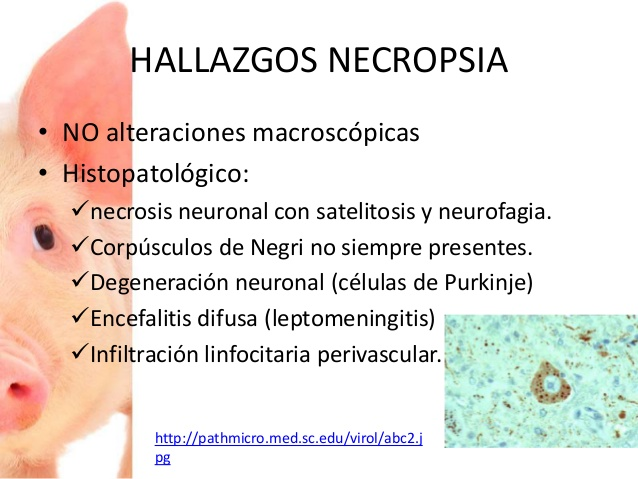 HALLAZGOS NECROPSIA
• NO alteraciones macroscópicas
• Histopatológico:
✓necrosis neuronal con satelitosis y neurofagia.
✓Corpúsculos de Negri no siempre presentes.
✓Degeneración neuronal (células de Purkinje)
✓Encefalitis difusa (leptomeningitis)
✓Infiltración linfocitaria perivascular.
http://pathmicro.med.sc.edu/virol/abc2.j
pg